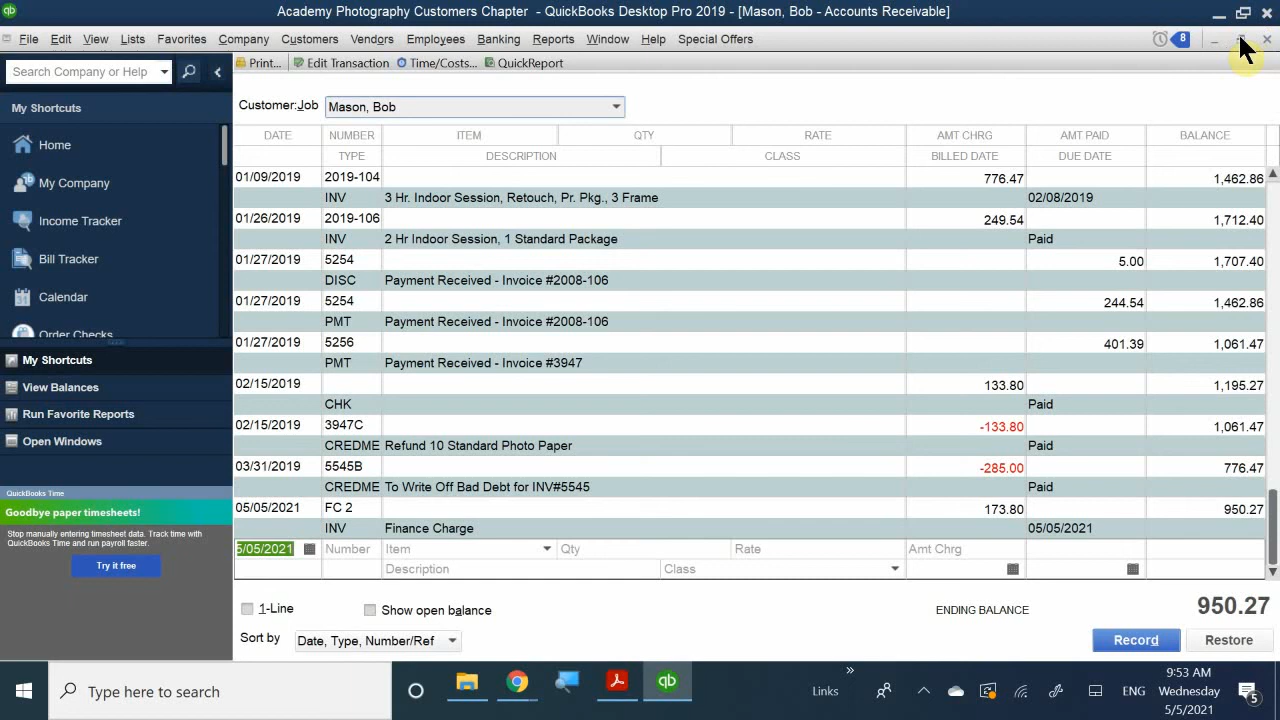 qb Academy Photography Customers Chapter - QuickBooks Desktop Pro 2019 - [Mason, Bob - Accounts Receivable]
File Edit View Lists Favorites Company Customers Vendors Employees Banking Reports Window Help Special Offers 8
Search Company or Help
Print... Edit Transaction Time/Costs... QuickReport
My Shortcuts
Home
My Company
Income Tracker
Bill Tracker
Calendar
Order Checks
My Shortcuts
View Balances
Run Favorite Reports
Open Windows
QuickBooks Time
Goodbye paper timesheets!
Stop manually entering timesheet data. Track time
with QuickBooks Time and run payroll faster.
Try it free
Customer:Job Mason, Bob
DATE NUMBER ITEM QTY RATE AMT CHRG AMT PAID BALANCE
TYPE DESCRIPTION CLASS BILLED DATE DUE DATE
01/09/2019 2019-104 776.47 1,462.86
INV 3 Hr. Indoor Session, Retouch, Pr. Pkg., 3 Frame 02/08/2019
01/26/2019 2019-106 249.54 1,712.40
INV 2 Hr Indoor Session, 1 Standard Package Paid
01/27/2019 5254 5.00 1,707.40
DISC Payment Received - Invoice #2008-106
01/27/2019 5254 244.54 1,462.86
PMT Payment Received - Invoice #2008-106
01/27/2019 5256 401.39 1,061.47
PMT Payment Received - Invoice #3947
02/15/2019 133.80 1,195.27
CHK Paid
02/15/2019 3947C -133.80 1,061.47
CREDME Refund 10 Standard Photo Paper Paid
03/31/2019 5545B -285.00 776.47
CREDME To Write Off Bad Debt for INV#5545 Paid
05/05/2021 FC 2 173.80 950.27
INV Finance Charge 05/05/2021
5/05/2021 Number Item Qty Rate Amt Chrg
Description Class
1-Line Show open balance ENDING BALANCE 950.27
Sort by Date, Type, Number/Ref Record Restore
Type here to search qb Links » ENG 9:53 AM
Wednesday
5/5/2021 5